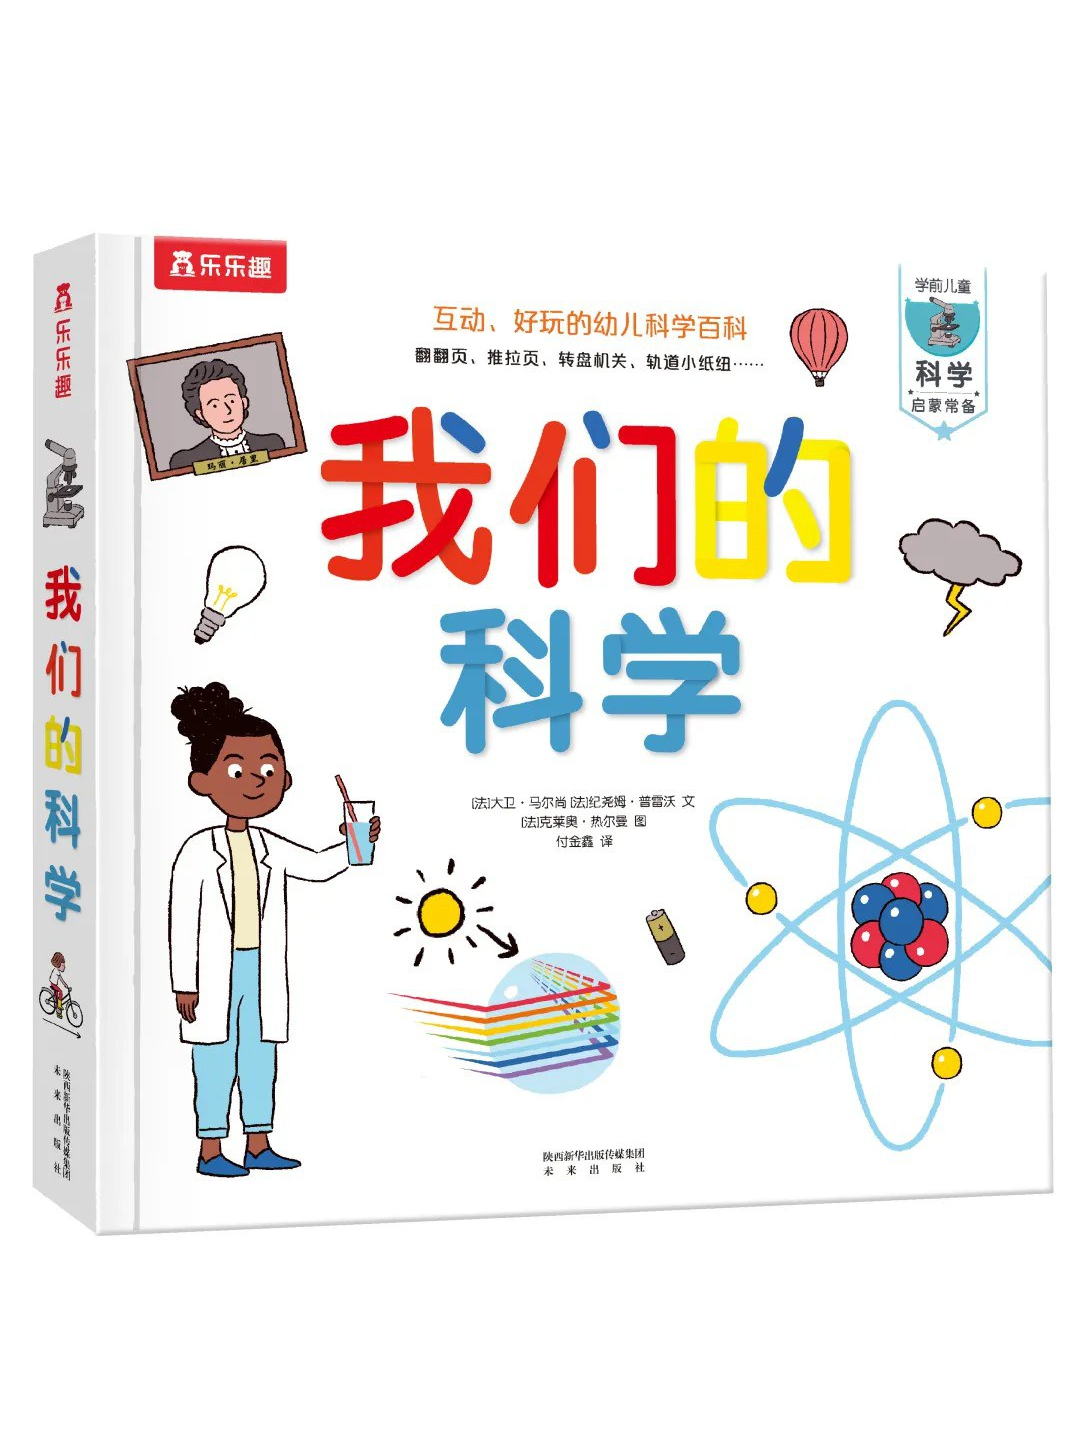 乐乐趣
互动、好玩的幼儿科学百科
翻翻页、推拉页、转盘机关、轨道小纸纽……
学前儿童
科学
启蒙常备
玛丽·居里
我们的
科学
[法]大卫·马尔尚 [法]纪尧姆·普雷沃 文
[法]克莱奥·热尔曼 图
付金鑫 译
+
陕西新华出版传媒集团
未来出版社
乐乐趣
我们的科学
陕西新华出版传媒集团
未来出版社